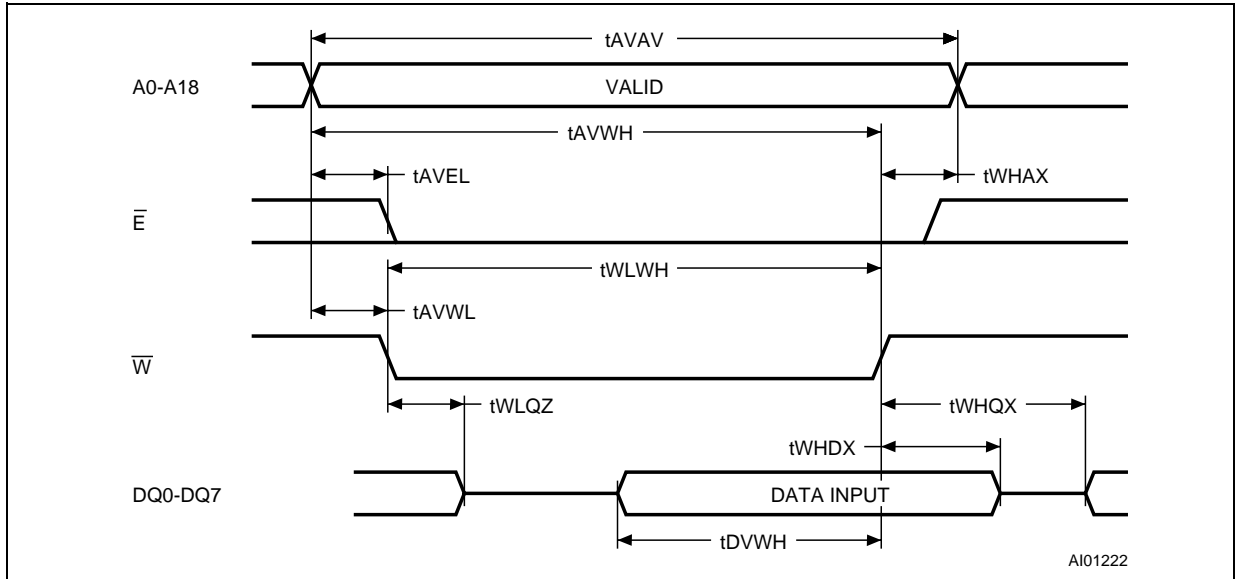 tAVAV
A0-A18
VALID
tAVWH
tAVEL
tWHAX
E̅
tWLWH
tAVWL
W̅
tWLQZ
tWHQX
tWHDX
DQ0-DQ7
DATA INPUT
tDVWH
AI01222